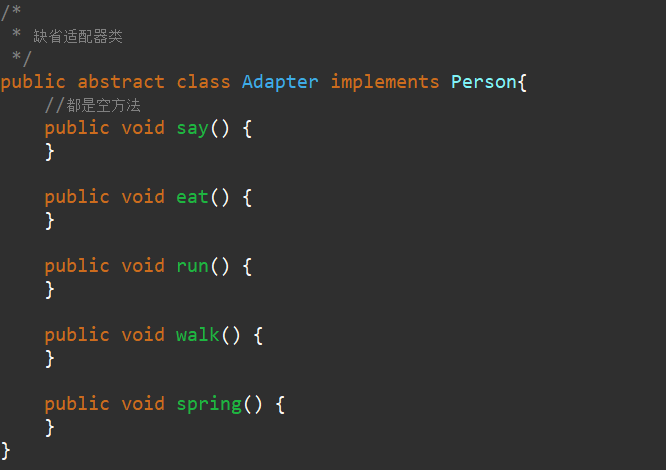 /*
 * 缺省适配器类
 */
public abstract class Adapter implements Person{
    //都是空方法
    public void say() {
    }

    public void eat() {
    }

    public void run() {
    }

    public void walk() {
    }

    public void spring() {
    }
}